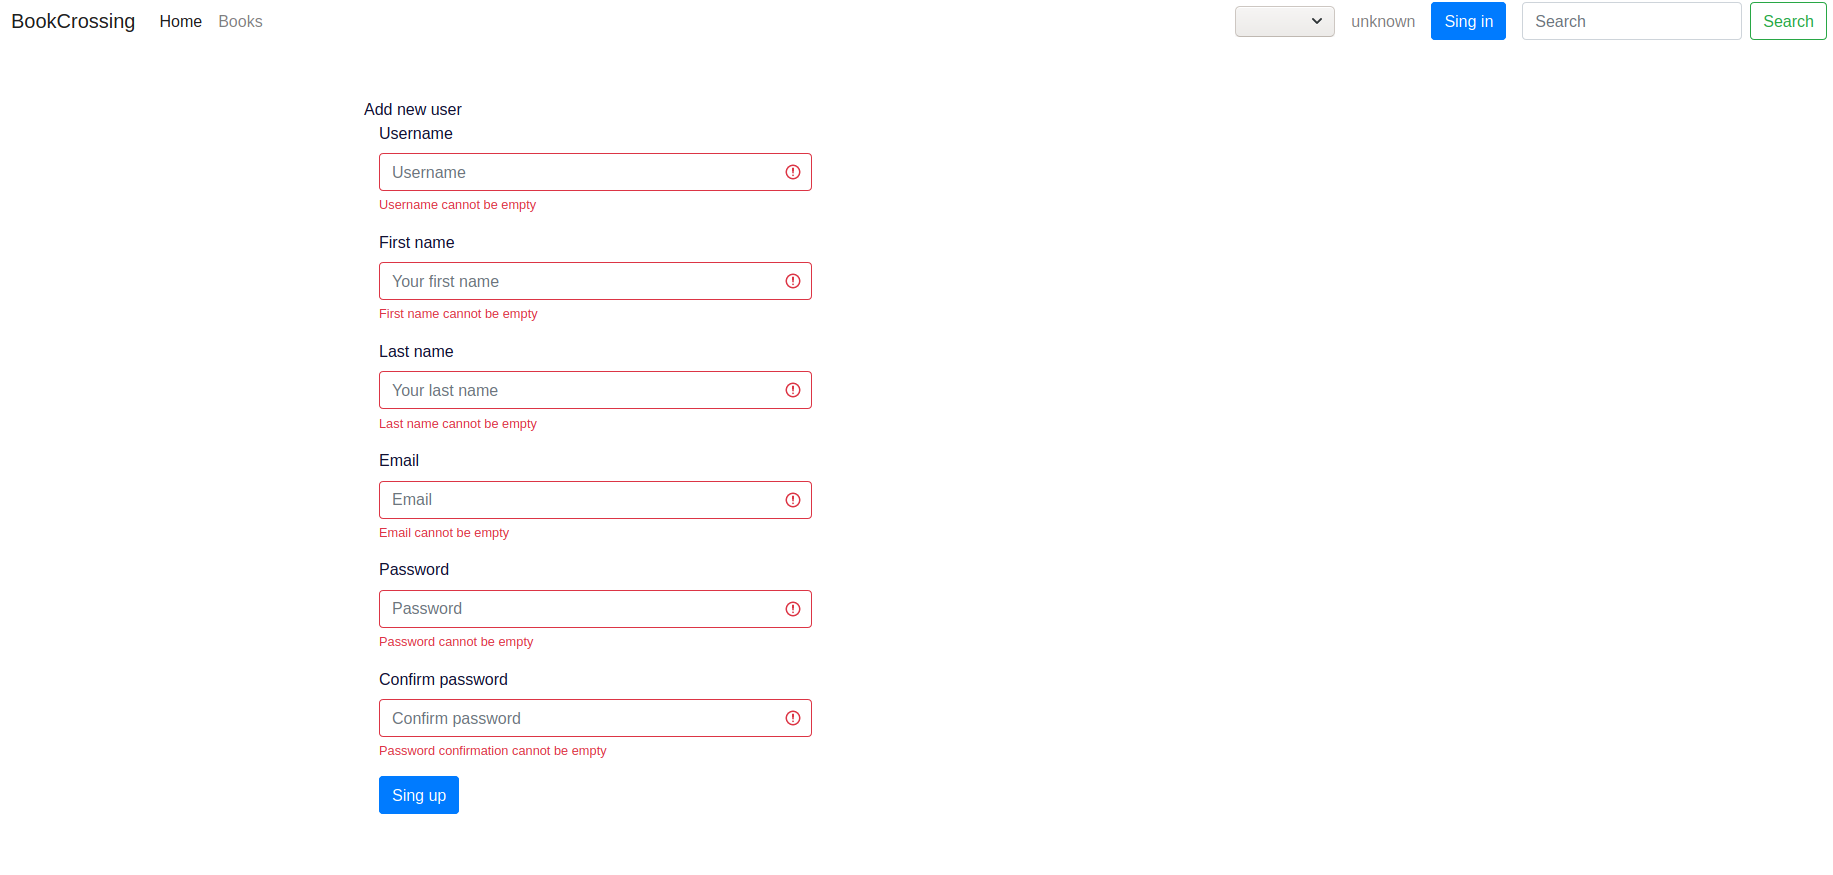 BookCrossing Home Books unknown Sing in Search Search
Add new user
Username
Username
Username cannot be empty
First name
Your first name
First name cannot be empty
Last name
Your last name
Last name cannot be empty
Email
Email
Email cannot be empty
Password
Password
Password cannot be empty
Confirm password
Confirm password
Password confirmation cannot be empty
Sing up